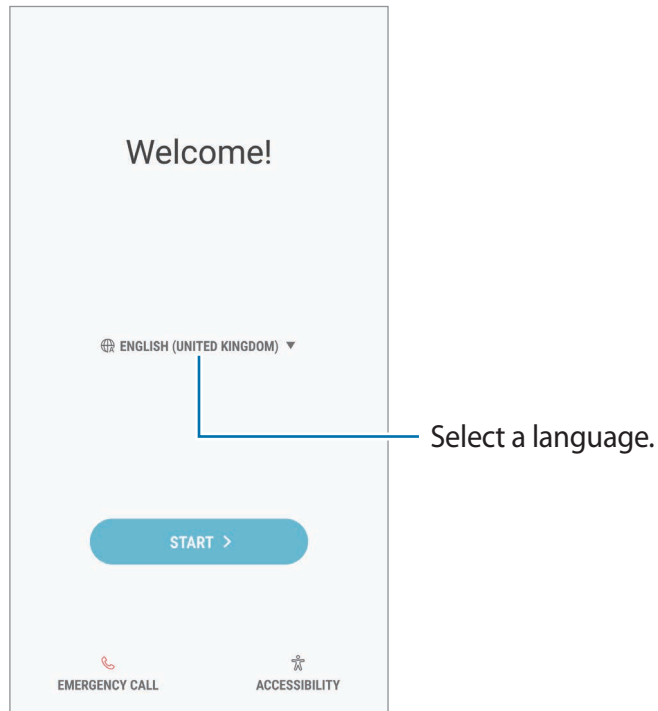 Welcome!
ENGLISH (UNITED KINGDOM)
Select a language.
START
EMERGENCY CALL
ACCESSIBILITY